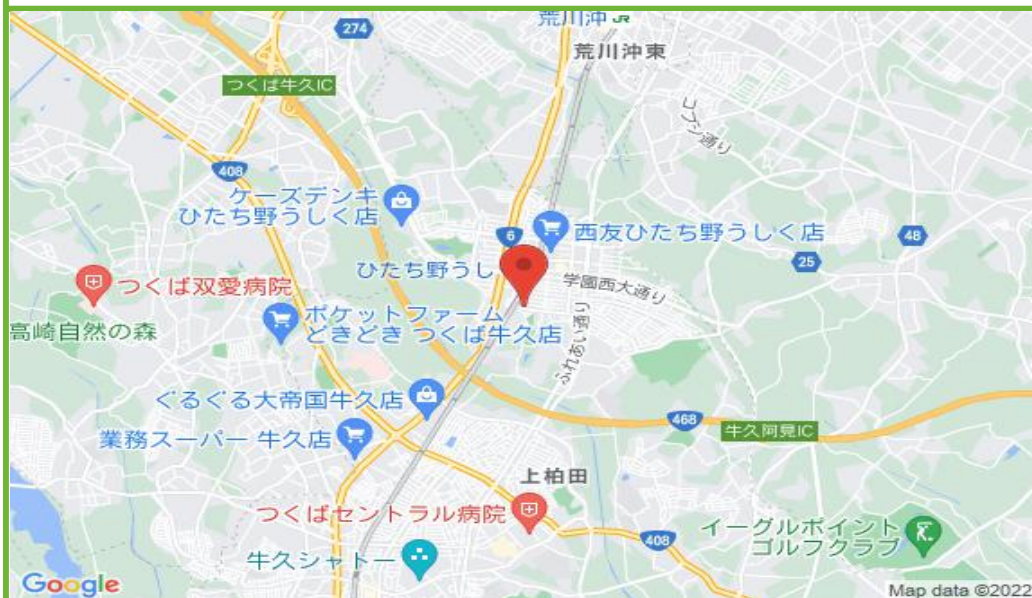 荒川沖 JR
274
荒川沖東
つくば牛久IC
コブシ通り
408
ケーズデンキ
ひたち野うしく店
6
西友ひたち野うしく店
48
ひたち野うし
25
学園西大通り
つくば双愛病院
ポケットファーム
どきどき つくば牛久店
高崎自然の森
ふれあい通り
ぐるぐる大帝国牛久店
468
牛久阿見IC
業務スーパー 牛久店
上柏田
つくばセントラル病院
イーグルポイント
ゴルフクラブ
408
牛久シャトー
Google
Map data ©2022